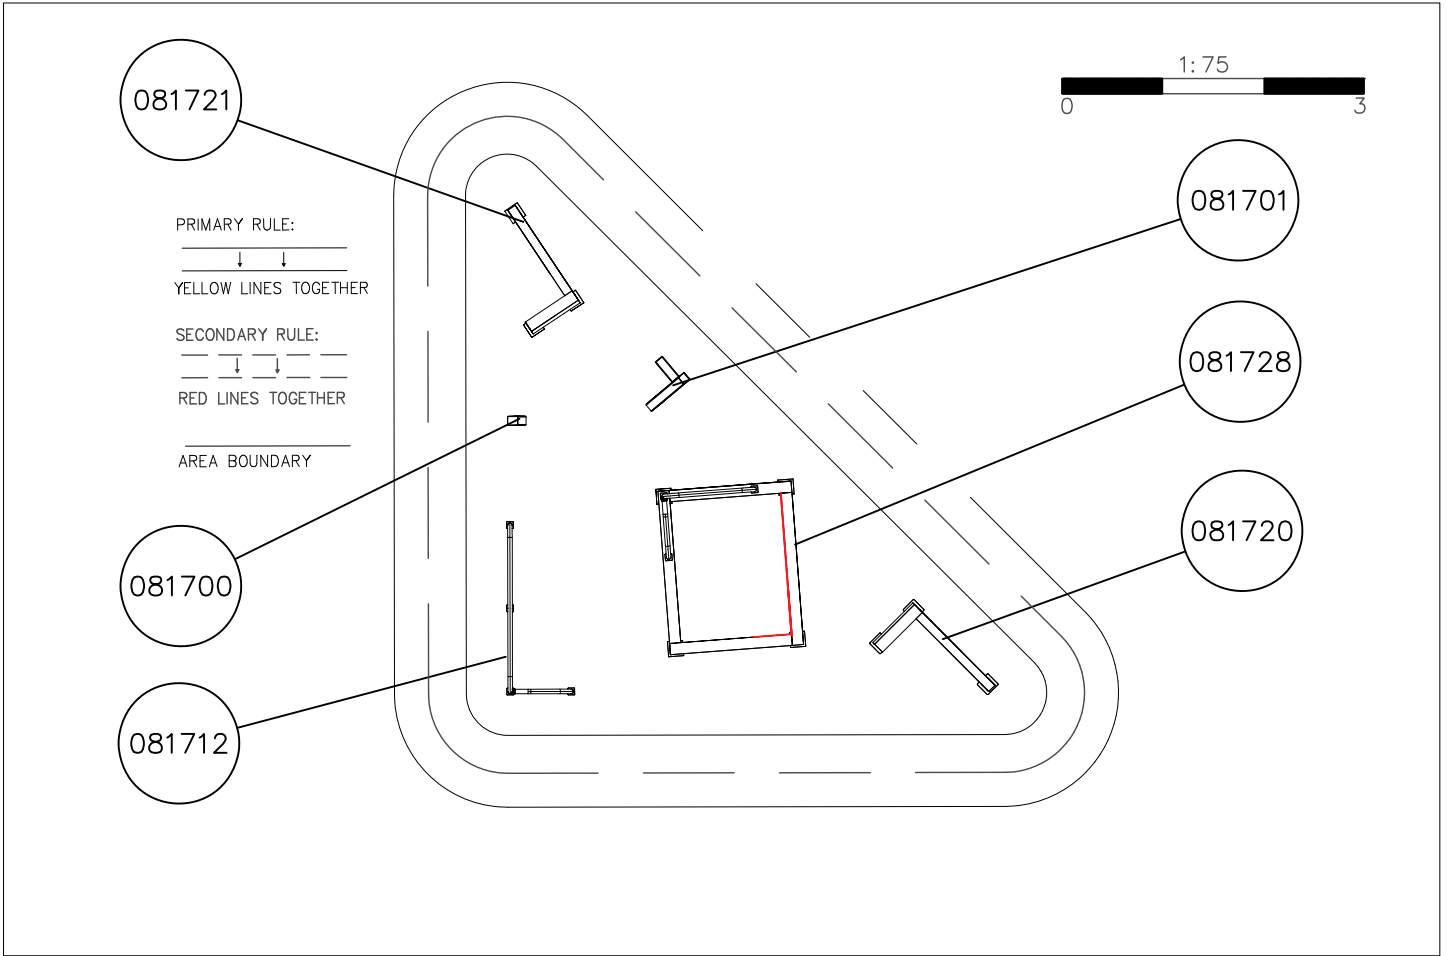 081721
1:75
0 3
081701
PRIMARY RULE:
YELLOW LINES TOGETHER
SECONDARY RULE:
RED LINES TOGETHER
AREA BOUNDARY
081728
081720
081700
081712